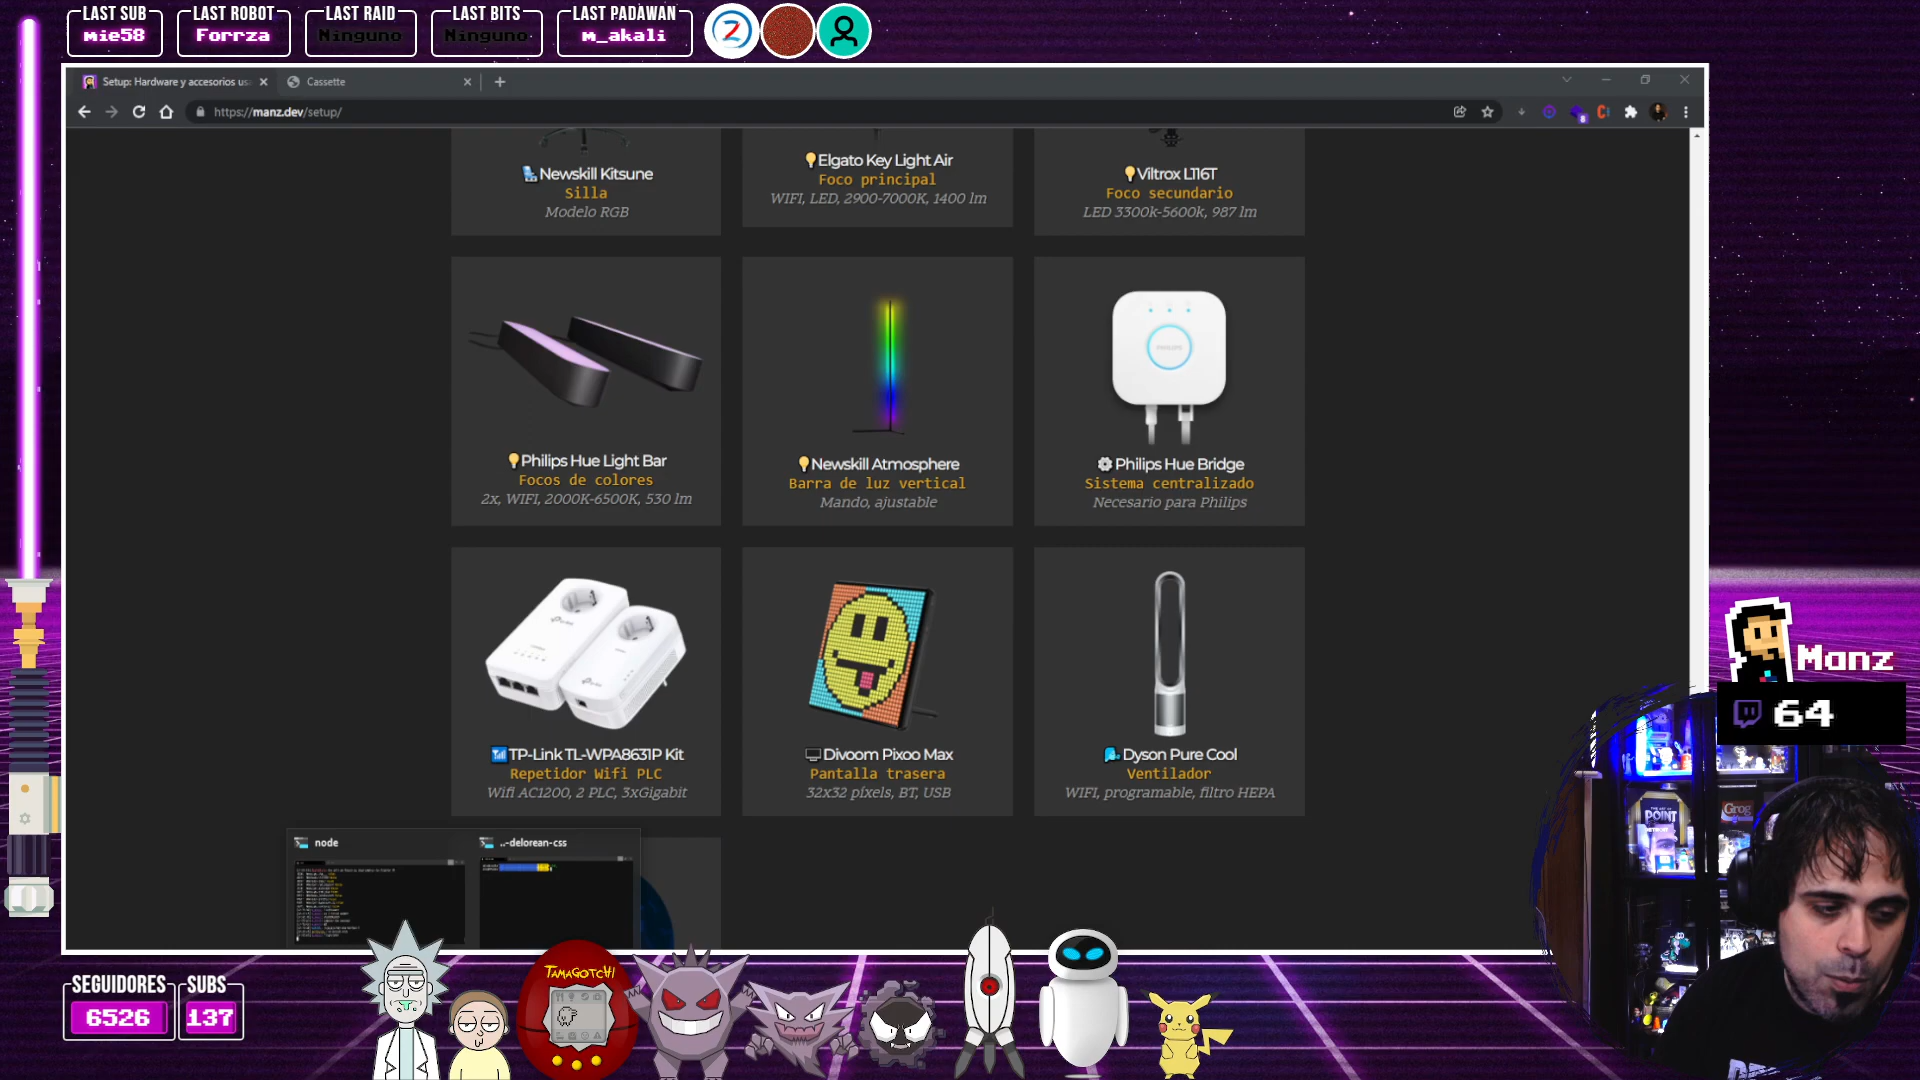 LAST SUB
mie58
LAST ROBOT
Forrza
LAST RAID
Ninguno
LAST BITS
Ninguno
LAST PADAWAN
m_akali
Setup: Hardware y accesorios us
Cassette
https://manz.dev/setup/
Newskill Kitsune
Silla
Modelo RGB
Elgato Key Light Air
Foco principal
WIFI, LED, 2900-7000K, 1400 lm
Viltrox L116T
Foco secundario
LED 3300k-5600k, 987 lm
Philips Hue Light Bar
Focos de colores
2x, WIFI, 2000K-6500K, 530 lm
Newskill Atmosphere
Barra de luz vertical
Mando, ajustable
PHILIPS
Philips Hue Bridge
Sistema centralizado
Necesario para Philips
TP-Link TL-WPA8631P Kit
Repetidor Wifi PLC
Wifi AC1200, 2 PLC, 3xGigabit
Divoom Pixoo Max
Pantalla trasera
32x32 píxels, BT, USB
Dyson Pure Cool
Ventilador
WIFI, programable, filtro HEPA
node
..-delorean-css
Manz
64
POINT
Grog
SEGUIDORES
6526
SUBS
137
TAMAGOTCHI